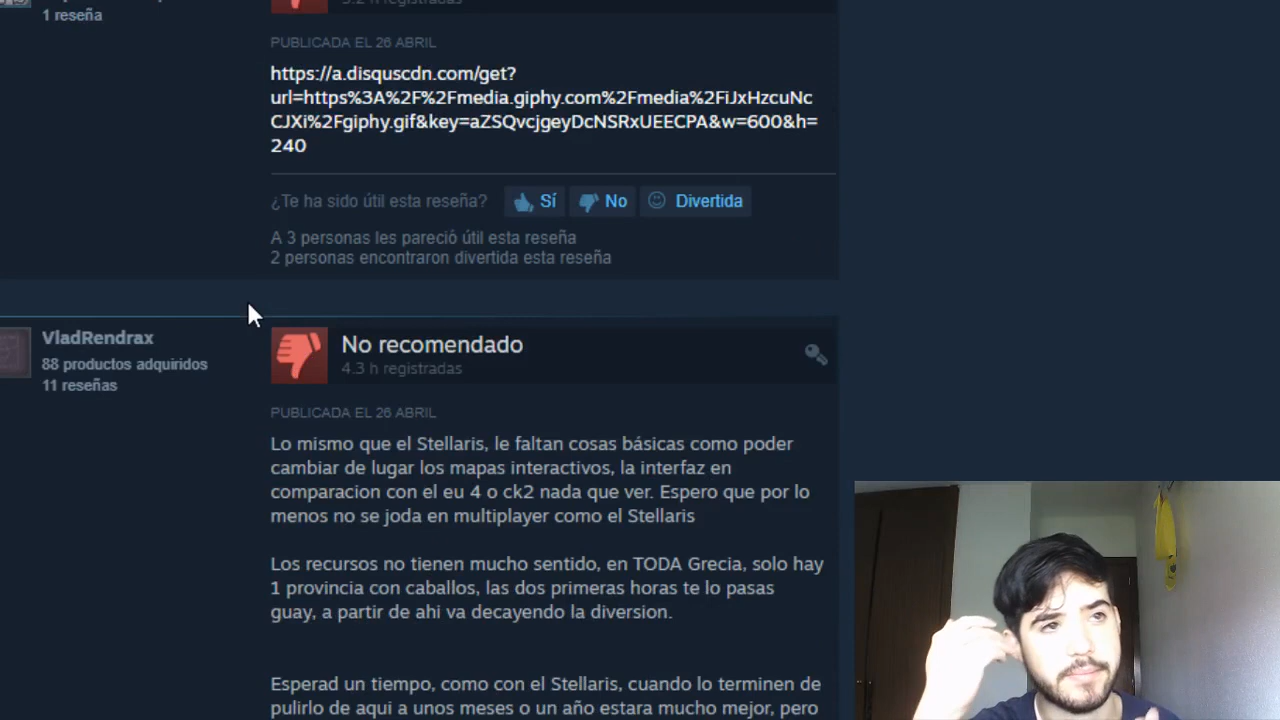 1 reseña
PUBLICADA EL 26 ABRIL
https://a.disquscdn.com/get?
url=https%3A%2F%2Fmedia.giphy.com%2Fmedia%2FiJxHzcuNc
CJXi%2Fgiphy.gif&key=aZSQvcjgeyDcNSRxUEECPA&w=600&h=
240
¿Te ha sido útil esta reseña? Sí No Divertida
A 3 personas les pareció útil esta reseña
2 personas encontraron divertida esta reseña
VladRendrax
88 productos adquiridos
11 reseñas
No recomendado
4.3 h registradas
PUBLICADA EL 26 ABRIL
Lo mismo que el Stellaris, le faltan cosas básicas como poder
cambiar de lugar los mapas interactivos, la interfaz en
comparacion con el eu 4 o ck2 nada que ver. Espero que por lo
menos no se joda en multiplayer como el Stellaris
Los recursos no tienen mucho sentido, en TODA Grecia, solo hay
1 provincia con caballos, las dos primeras horas te lo pasas
guay, a partir de ahi va decayendo la diversion.
Esperad un tiempo, como con el Stellaris, cuando lo terminen de
pulirlo de aqui a unos meses o un año estara mucho mejor, pero